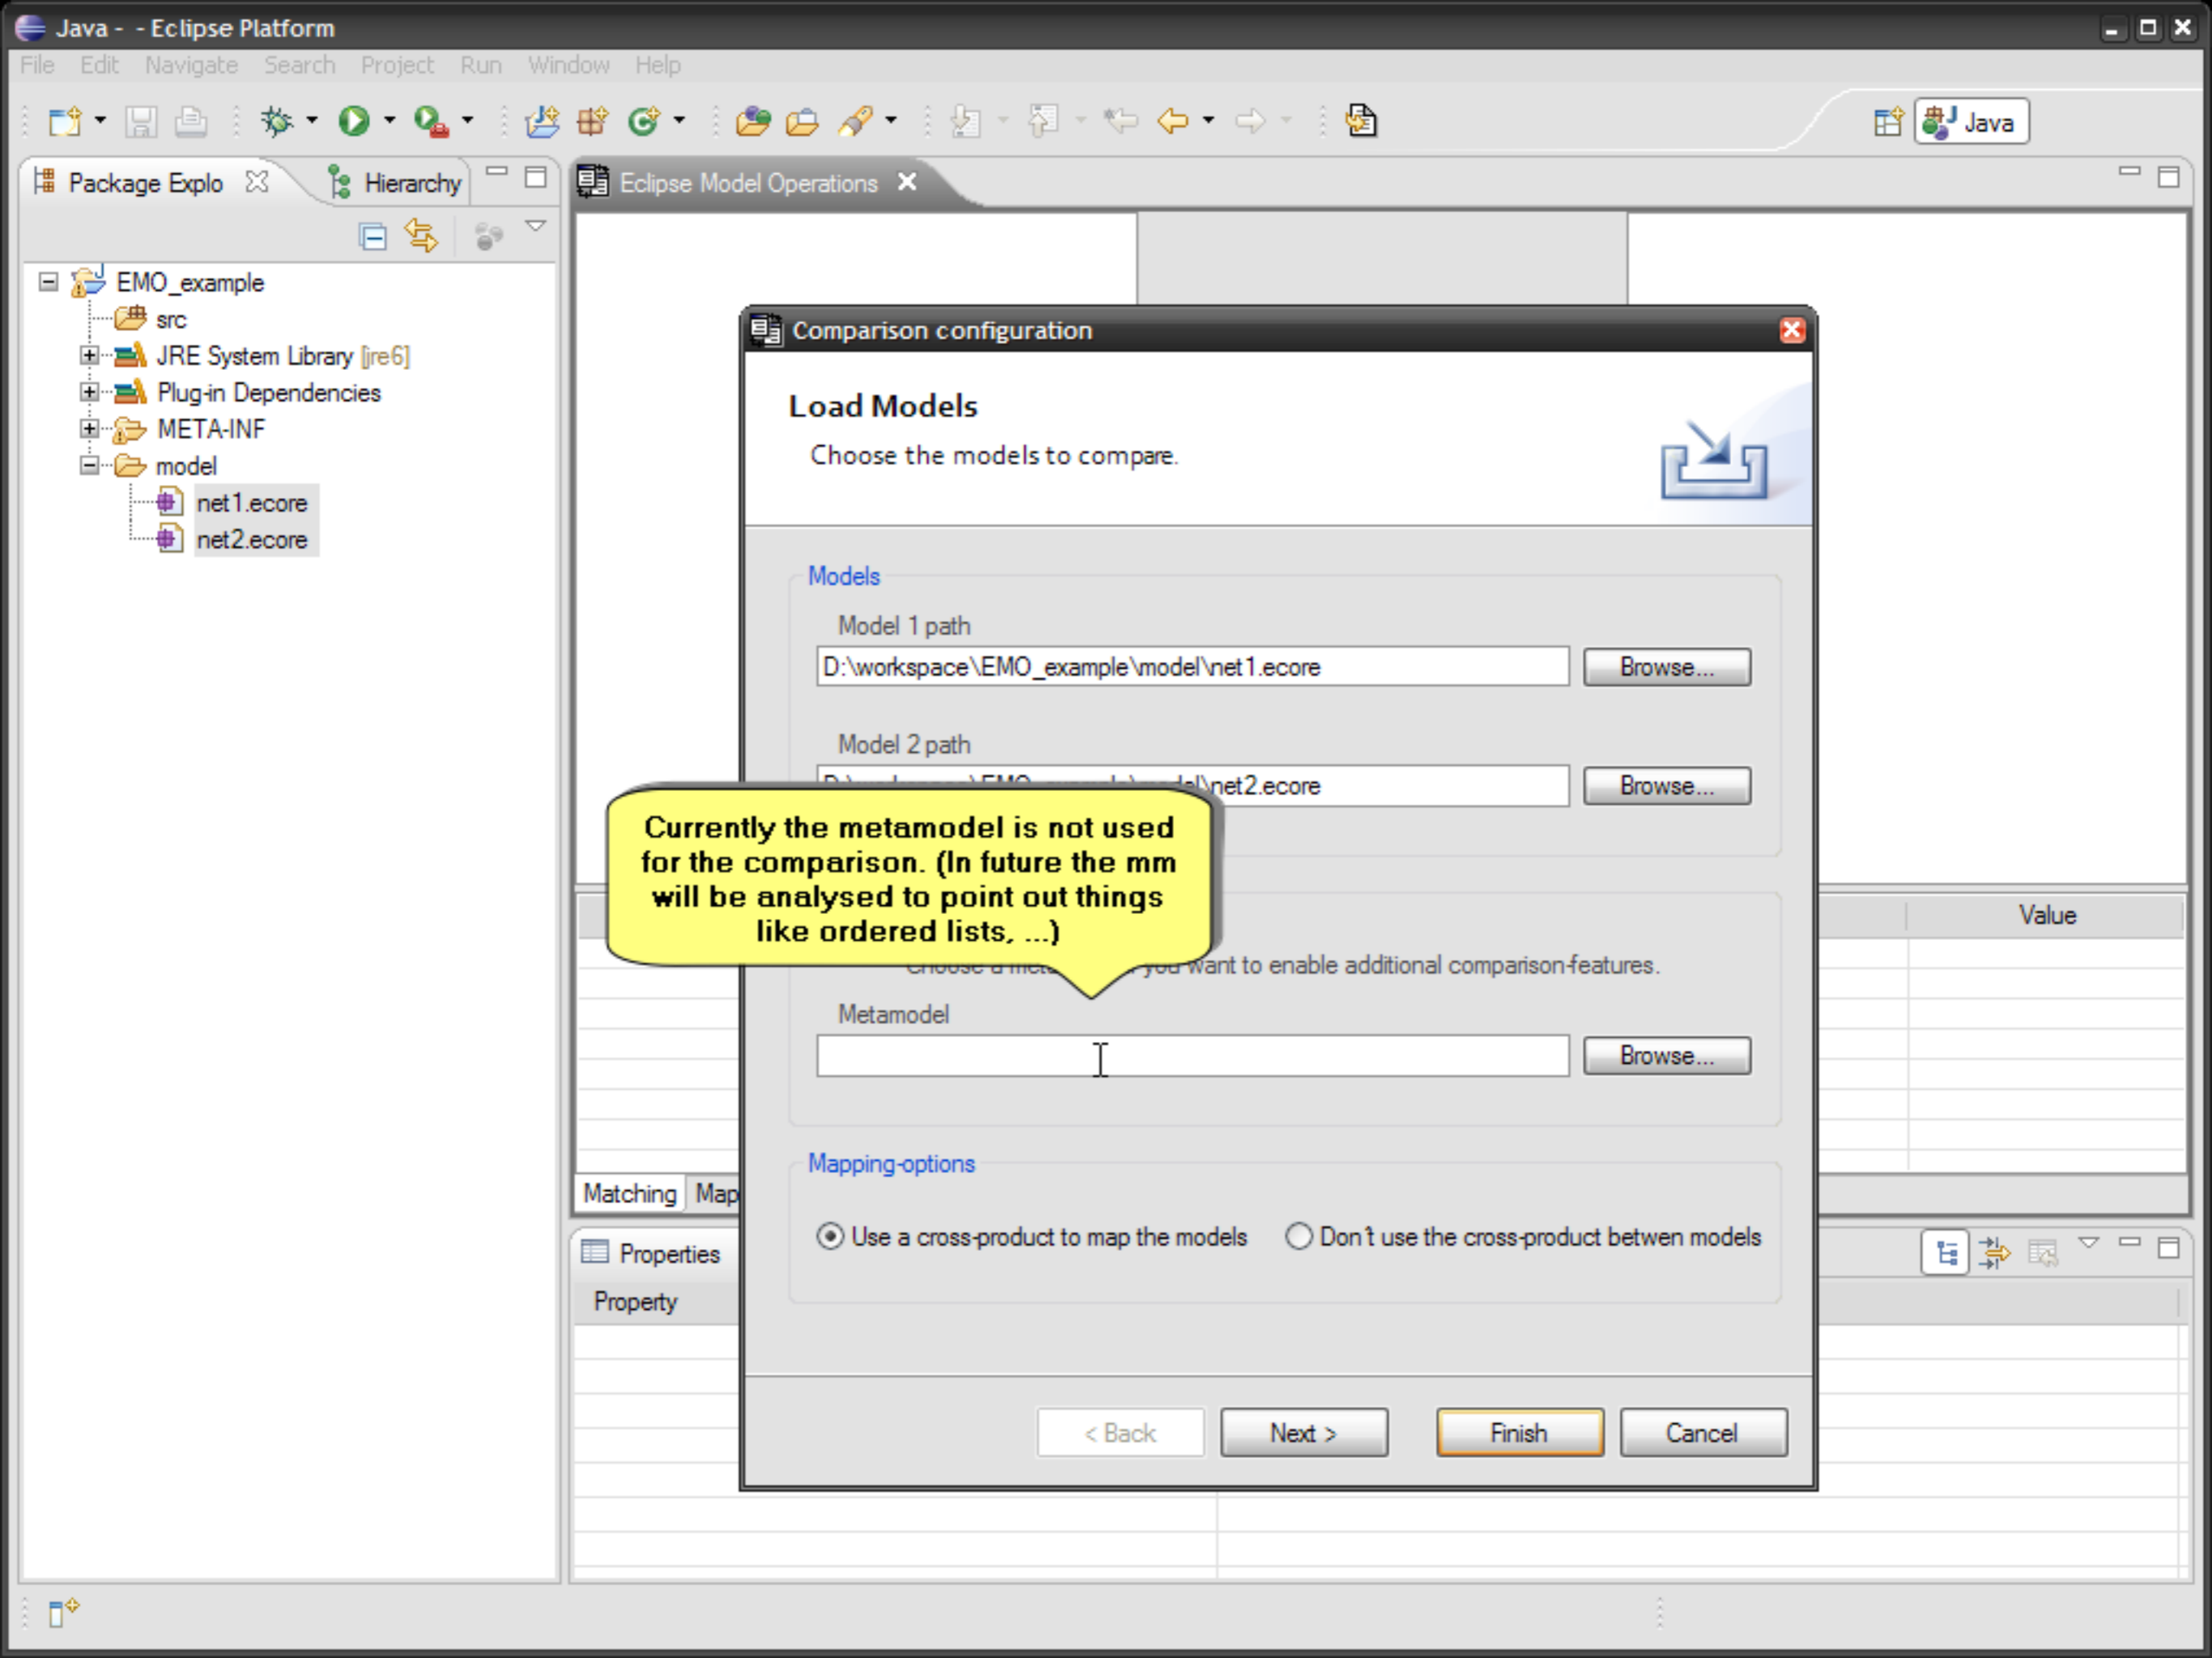 Java - - Eclipse Platform
File Edit Navigate Search Project Run Window Help
Java
Package Explo
Hierarchy
Eclipse Model Operations
EMO_example
src
JRE System Library [jre6]
Plug-in Dependencies
META-INF
model
net1.ecore
net2.ecore
Comparison configuration
Load Models
Choose the models to compare.
Models
Model 1 path
D:\workspace\EMO_example\model\net1.ecore
Browse...
Model 2 path
\net2.ecore
Browse...
Currently the metamodel is not used
for the comparison. (In future the mm
will be analysed to point out things
like ordered lists, ...)
you want to enable additional comparison-features.
Metamodel
Browse...
Mapping-options
Use a cross-product to map the models
Don't use the cross-product betwen models
< Back
Next >
Finish
Cancel
Value
Matching
Map
Properties
Property